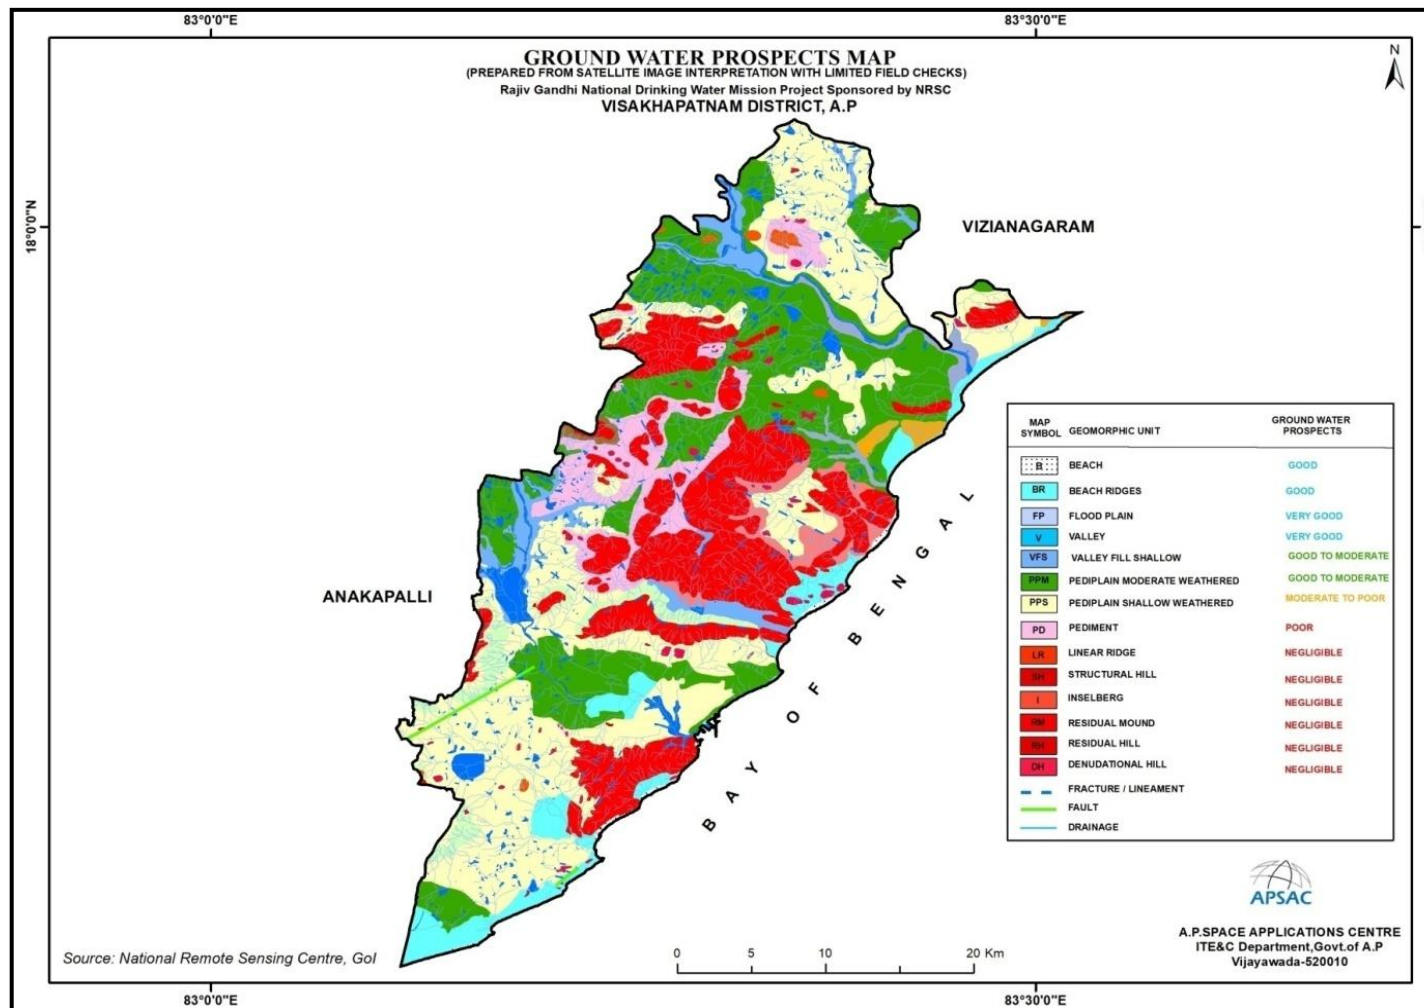 83°0'0"E
83°30'0"E
GROUND WATER PROSPECTS MAP
(PREPARED FROM SATELLITE IMAGE INTERPRETATION WITH LIMITED FIELD CHECKS)
Rajiv Gandhi National Drinking Water Mission Project Sponsored by NRSC
VISAKHAPATNAM DISTRICT, A.P
N
18°0'0"N
VIZIANAGARAM
ANAKAPALLI
BAY OF BENGAL
MAP SYMBOL GEOMORPHIC UNIT GROUND WATER PROSPECTS
B BEACH GOOD
BR BEACH RIDGES GOOD
FP FLOOD PLAIN VERY GOOD
V VALLEY VERY GOOD
VFS VALLEY FILL SHALLOW GOOD TO MODERATE
PPM PEDIPLAIN MODERATE WEATHERED GOOD TO MODERATE
PPS PEDIPLAIN SHALLOW WEATHERED MODERATE TO POOR
PD PEDIMENT POOR
LR LINEAR RIDGE NEGLIGIBLE
SH STRUCTURAL HILL NEGLIGIBLE
I INSELBERG NEGLIGIBLE
RM RESIDUAL MOUND NEGLIGIBLE
RH RESIDUAL HILL NEGLIGIBLE
DH DENUDATIONAL HILL NEGLIGIBLE
FRACTURE / LINEAMENT
FAULT
DRAINAGE
APSAC
A.P.SPACE APPLICATIONS CENTRE
ITE&C Department,Govt.of A.P
Vijayawada-520010
Source: National Remote Sensing Centre, GoI
0 5 10 20 Km
83°0'0"E
83°30'0"E